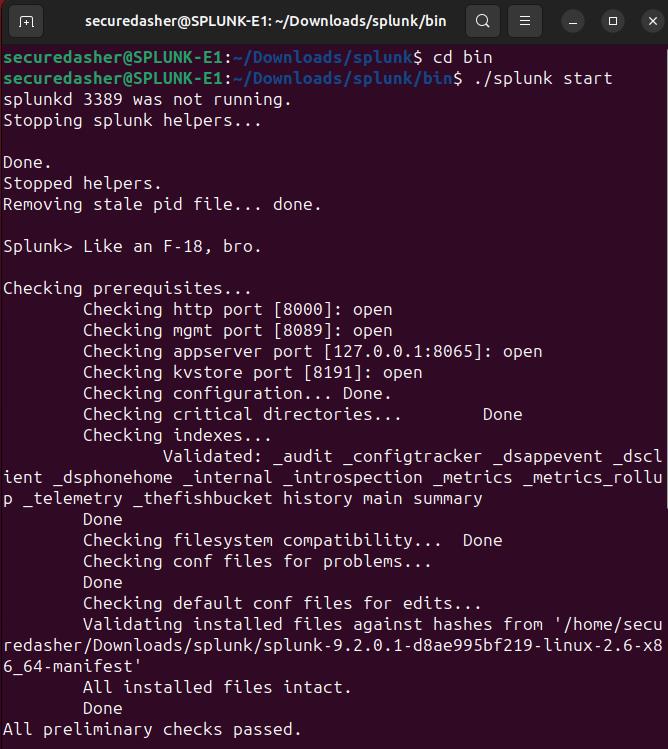 securedasher@SPLUNK-E1: ~/Downloads/splunk/bin
securedasher@SPLUNK-E1:~/Downloads/splunk$ cd bin
securedasher@SPLUNK-E1:~/Downloads/splunk/bin$ ./splunk start
splunkd 3389 was not running.
Stopping splunk helpers...

Done.
Stopped helpers.
Removing stale pid file... done.

Splunk> Like an F-18, bro.

Checking prerequisites...
        Checking http port [8000]: open
        Checking mgmt port [8089]: open
        Checking appserver port [127.0.0.1:8065]: open
        Checking kvstore port [8191]: open
        Checking configuration... Done.
        Checking critical directories...        Done
        Checking indexes...
                Validated: _audit _configtracker _dsappevent _dscl
ient _dsphonehome _internal _introspection _metrics _metrics_rollu
p _telemetry _thefishbucket history main summary
        Done
        Checking filesystem compatibility...  Done
        Checking conf files for problems...
        Done
        Checking default conf files for edits...
        Validating installed files against hashes from '/home/secu
redasher/Downloads/splunk/splunk-9.2.0.1-d8ae995bf219-linux-2.6-x8
6_64-manifest'
        All installed files intact.
        Done
All preliminary checks passed.